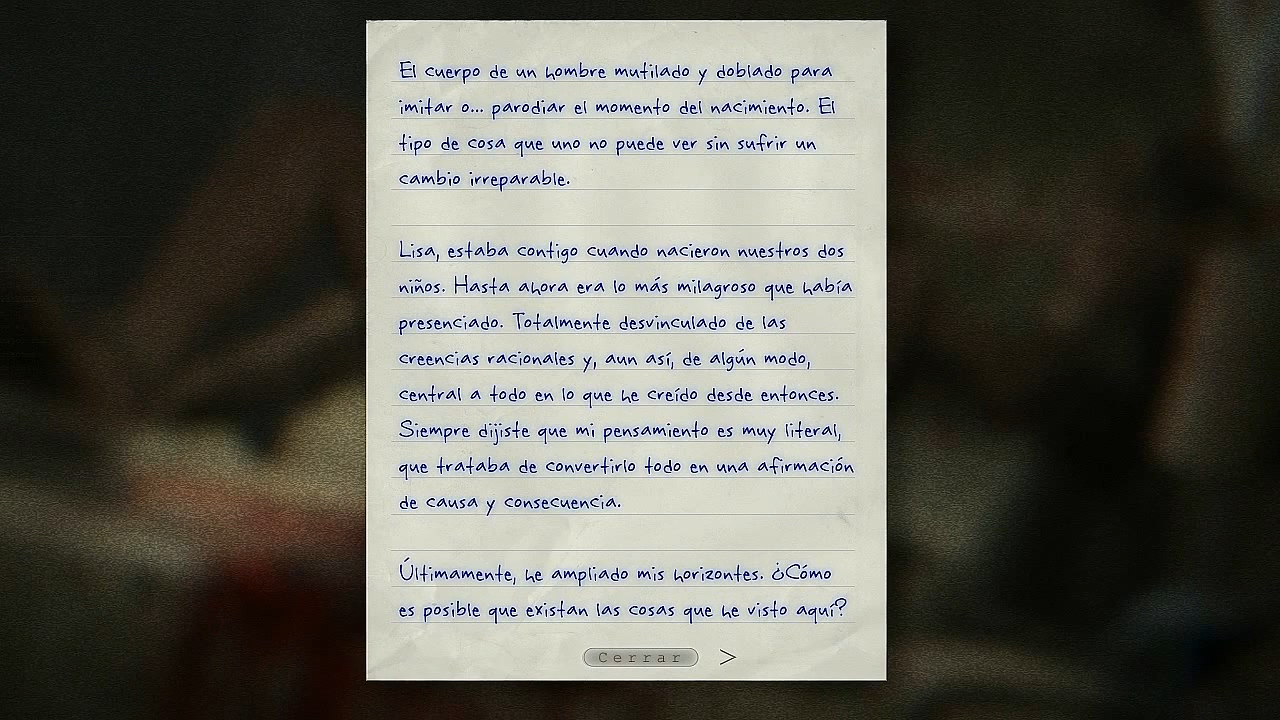 El cuerpo de un hombre mutilado y doblado para
imitar o... parodiar el momento del nacimiento. El
tipo de cosa que uno no puede ver sin sufrir un
cambio irreparable.
Lisa, estaba contigo cuando nacieron nuestros dos
niños. Hasta ahora era lo más milagroso que había
presenciado. Totalmente desvinculado de las
creencias racionales y, aun así, de algún modo,
central a todo en lo que he creído desde entonces.
Siempre dijiste que mi pensamiento es muy literal,
que trataba de convertirlo todo en una afirmación
de causa y consecuencia.
Últimamente, he ampliado mis horizontes. ¿Cómo
es posible que existan las cosas que he visto aquí?
Cerrar >